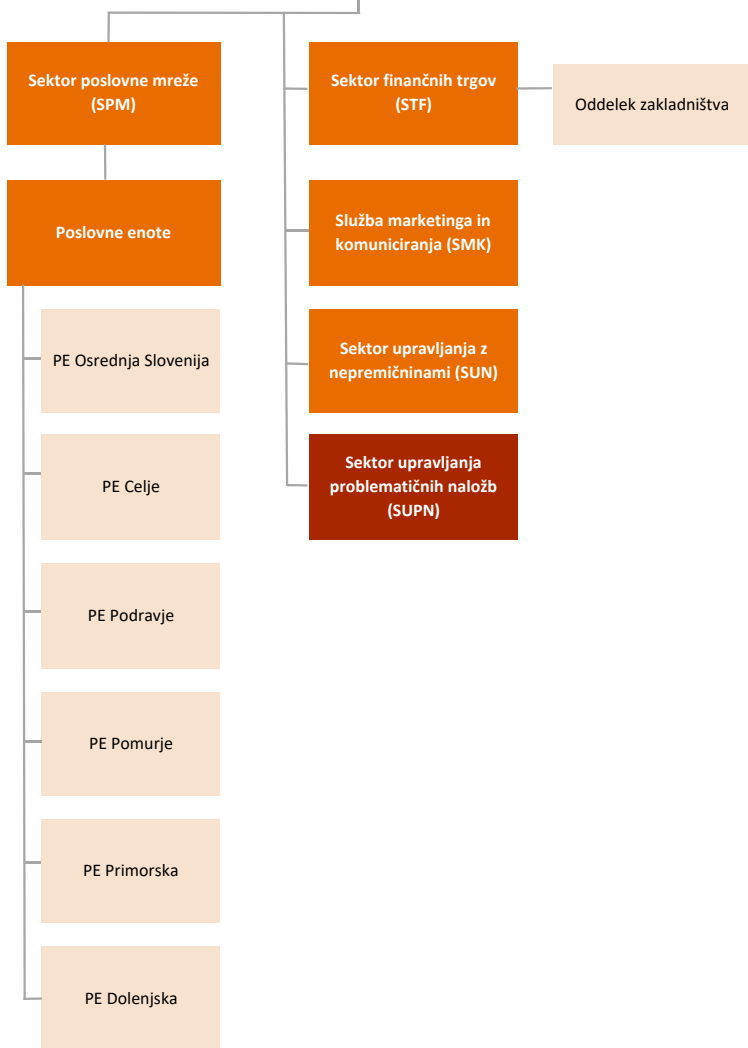 Sektor poslovne mreže
(SPM)
Poslovne enote
PE Osrednja Slovenija
PE Celje
PE Podravje
PE Pomurje
PE Primorska
PE Dolenjska
Sektor finančnih trgov
(STF)
Oddelek zakladništva
Služba marketinga in
komuniciranja (SMK)
Sektor upravljanja z
nepremičninami (SUN)
Sektor upravljanja
problematičnih naložb
(SUPN)